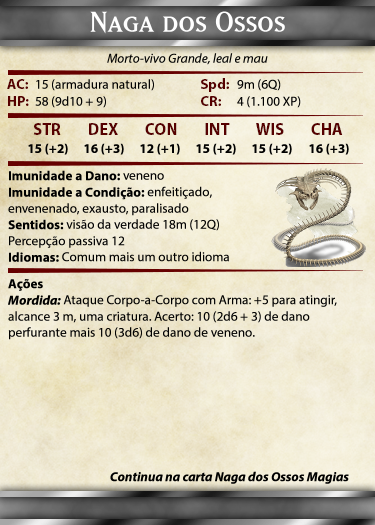 Naga dos Ossos
Morto-vivo Grande, leal e mau
AC: 15 (armadura natural) Spd: 9m (6Q)
HP: 58 (9d10 + 9) CR: 4 (1.100 XP)
STR DEX CON INT WIS CHA
15 (+2) 16 (+3) 12 (+1) 15 (+2) 15 (+2) 16 (+3)
Imunidade a Dano: veneno
Imunidade a Condição: enfeitiçado,
envenenado, exausto, paralisado
Sentidos: visão da verdade 18m (12Q)
Percepção passiva 12
Idiomas: Comum mais um outro idioma
Ações
Mordida: Ataque Corpo-a-Corpo com Arma: +5 para atingir,
alcance 3 m, uma criatura. Acerto: 10 (2d6 + 3) de dano
perfurante mais 10 (3d6) de dano de veneno.
Continua na carta Naga dos Ossos Magias